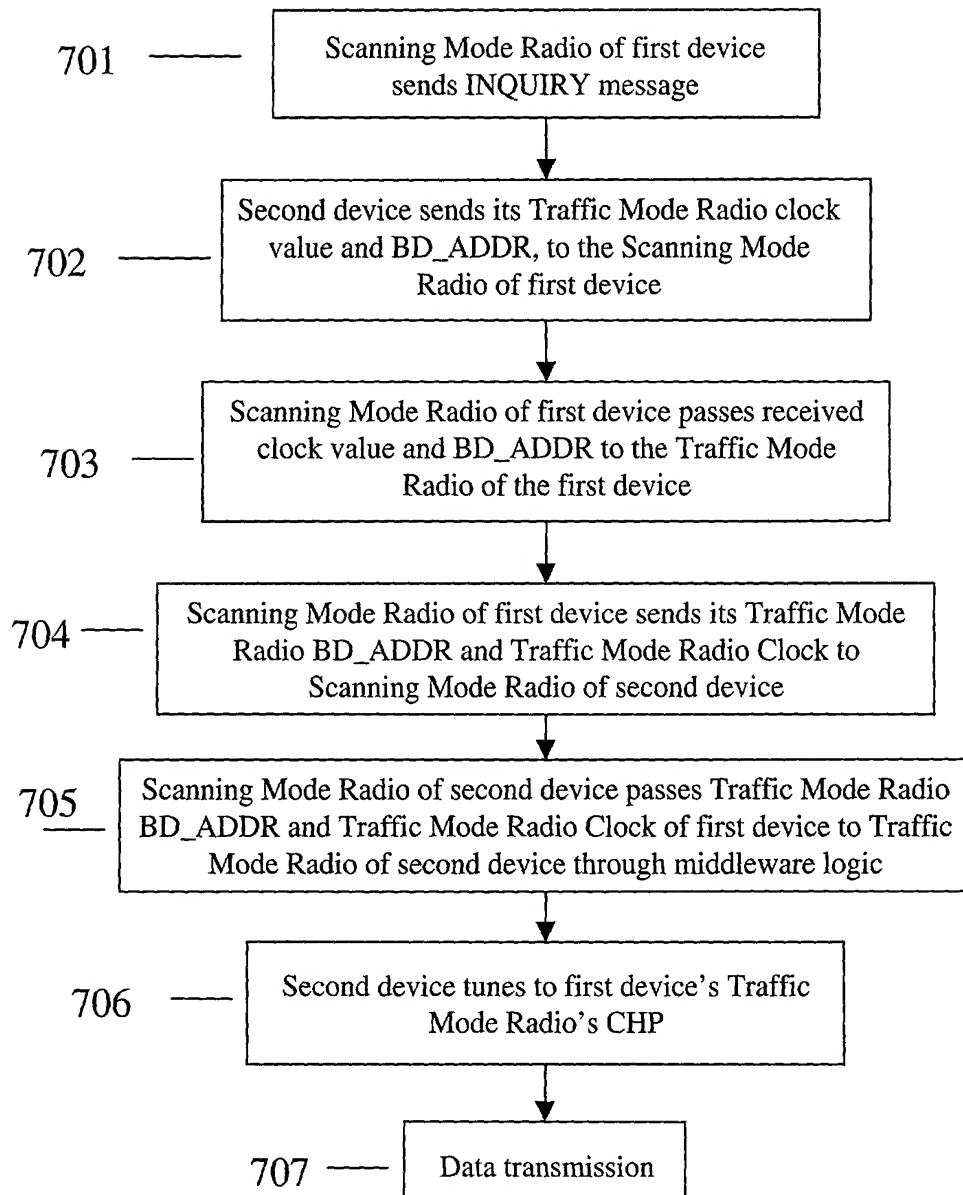 701
Scanning Mode Radio of first device
sends INQUIRY message
702
Second device sends its Traffic Mode Radio clock
value and BD_ADDR, to the Scanning Mode
Radio of first device
703
Scanning Mode Radio of first device passes received
clock value and BD_ADDR to the Traffic Mode
Radio of the first device
704
Scanning Mode Radio of first device sends its Traffic Mode
Radio BD_ADDR and Traffic Mode Radio Clock to
Scanning Mode Radio of second device
705
Scanning Mode Radio of second device passes Traffic Mode Radio
BD_ADDR and Traffic Mode Radio Clock of first device to Traffic
Mode Radio of second device through middleware logic
706
Second device tunes to first device's Traffic
Mode Radio's CHP
707
Data transmission